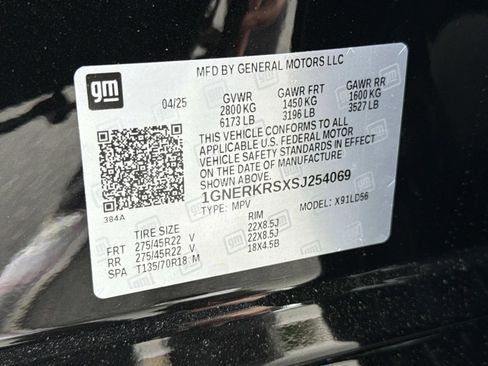 MFD BY GENERAL MOTORS LLC
gm
04/25 GVWR GAWR FRT GAWR RR
2800 KG 1450 KG 1600 KG
6173 LB 3196 LB 3527 LB
THIS VEHICLE CONFORMS TO ALL
APPLICABLE U.S. FEDERAL MOTOR
VEHICLE SAFETY STANDARDS IN
EFFECT ON THE DATE OF MANUFACTURE
SHOWN ABOVE.
1GNERKRSXSJ254069
384A TYPE: MPV MODEL: X91LD56
TIRE SIZE RIM
FRT 275/45R22 V 22X8.5J
RR 275/45R22 V 22X8.5J
SPA T135/70R18 M 18X4.5B